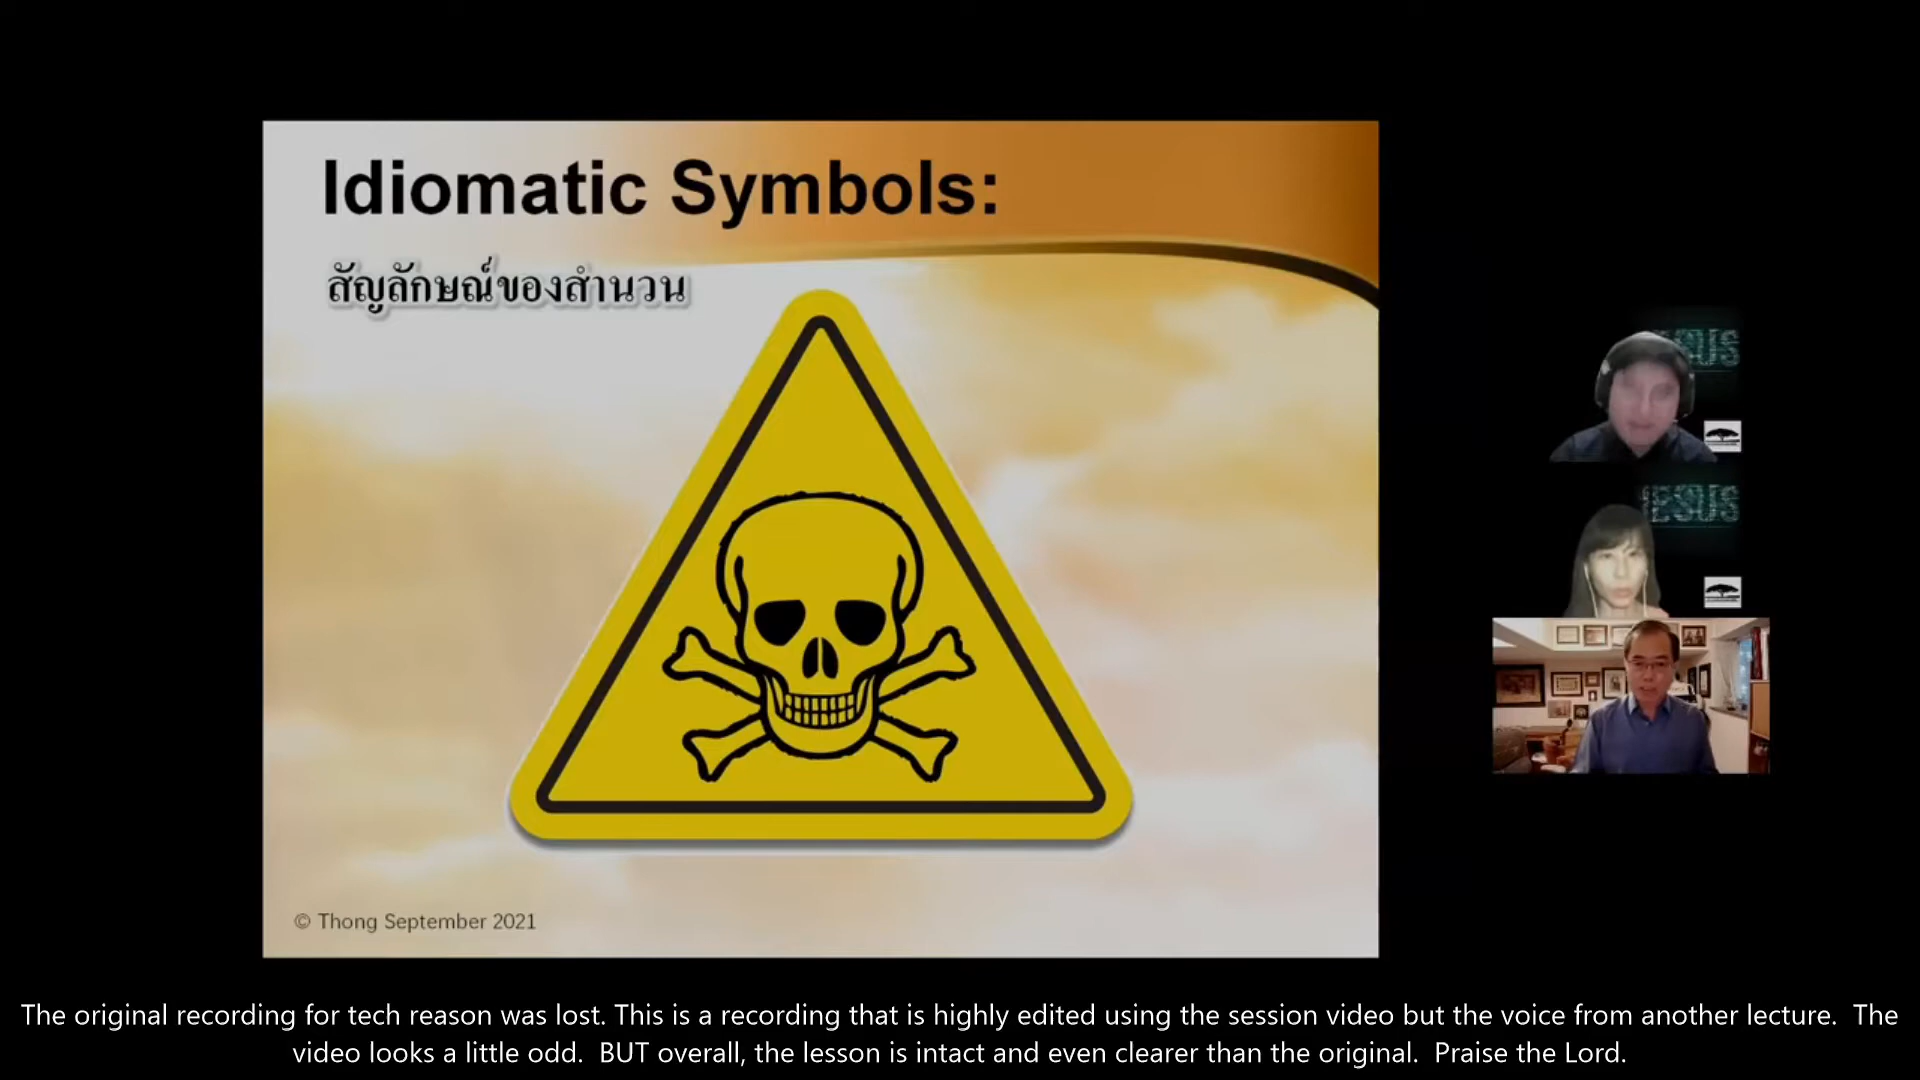 Idiomatic Symbols:
สัญลักษณ์ของสำนวน
© Thong September 2021
JESUS
The original recording for tech reason was lost. This is a recording that is highly edited using the session video but the voice from another lecture.  The
video looks a little odd.  BUT overall, the lesson is intact and even clearer than the original.  Praise the Lord.